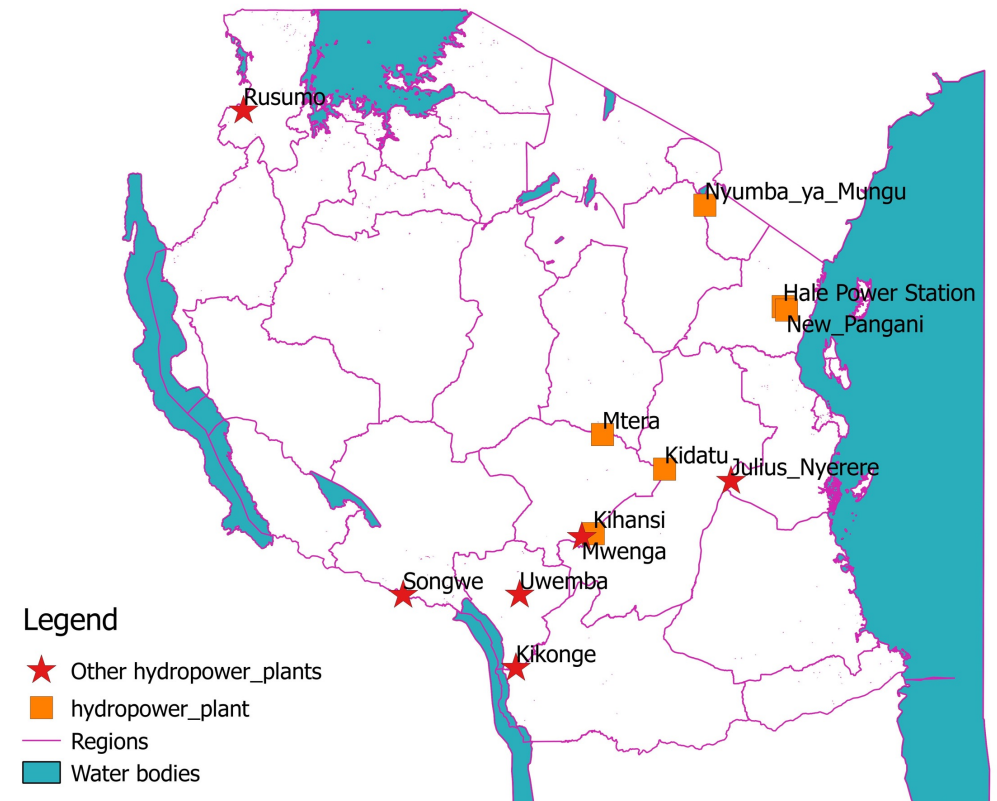 Rusumo
Nyumba_ya_Mungu
Hale Power Station
New_Pangani
Mtera
Kidatu
Julius_Nyerere
Kihansi
Mwenga
Songwe
Uwemba
Kikonge
Legend
Other hydropower_plants
hydropower_plant
Regions
Water bodies